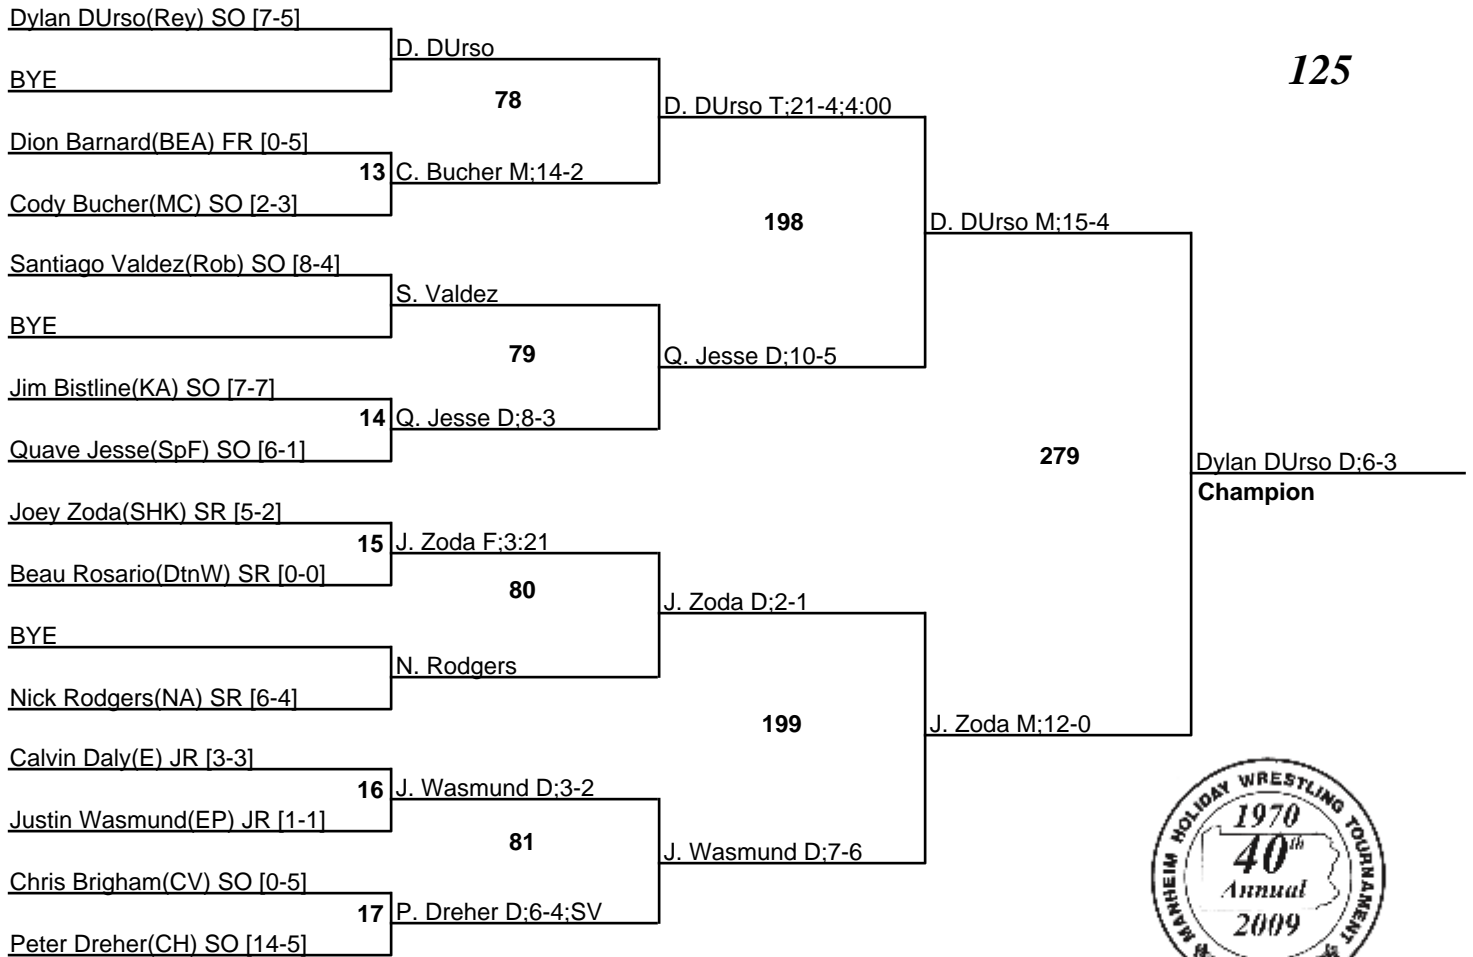 Dylan DUrso(Rey) SO [7-5]
D. DUrso
BYE
125
78
D. DUrso T;21-4;4:00
Dion Barnard(BEA) FR [0-5]
13 C. Bucher M;14-2
Cody Bucher(MC) SO [2-3]
198
D. DUrso M;15-4
Santiago Valdez(Rob) SO [8-4]
S. Valdez
BYE
79
Q. Jesse D;10-5
Jim Bistline(KA) SO [7-7]
14 Q. Jesse D;8-3
Quave Jesse(SpF) SO [6-1]
279
Dylan DUrso D;6-3
Champion
Joey Zoda(SHK) SR [5-2]
15 J. Zoda F;3:21
Beau Rosario(DtnW) SR [0-0]
80
J. Zoda D;2-1
BYE
N. Rodgers
Nick Rodgers(NA) SR [6-4]
199
J. Zoda M;12-0
Calvin Daly(E) JR [3-3]
16 J. Wasmund D;3-2
Justin Wasmund(EP) JR [1-1]
81
J. Wasmund D;7-6
Chris Brigham(CV) SO [0-5]
17 P. Dreher D;6-4;SV
Peter Dreher(CH) SO [14-5]
MANHEIM HOLIDAY WRESTLING TOURNAMENT
1970
40th
Annual
2009